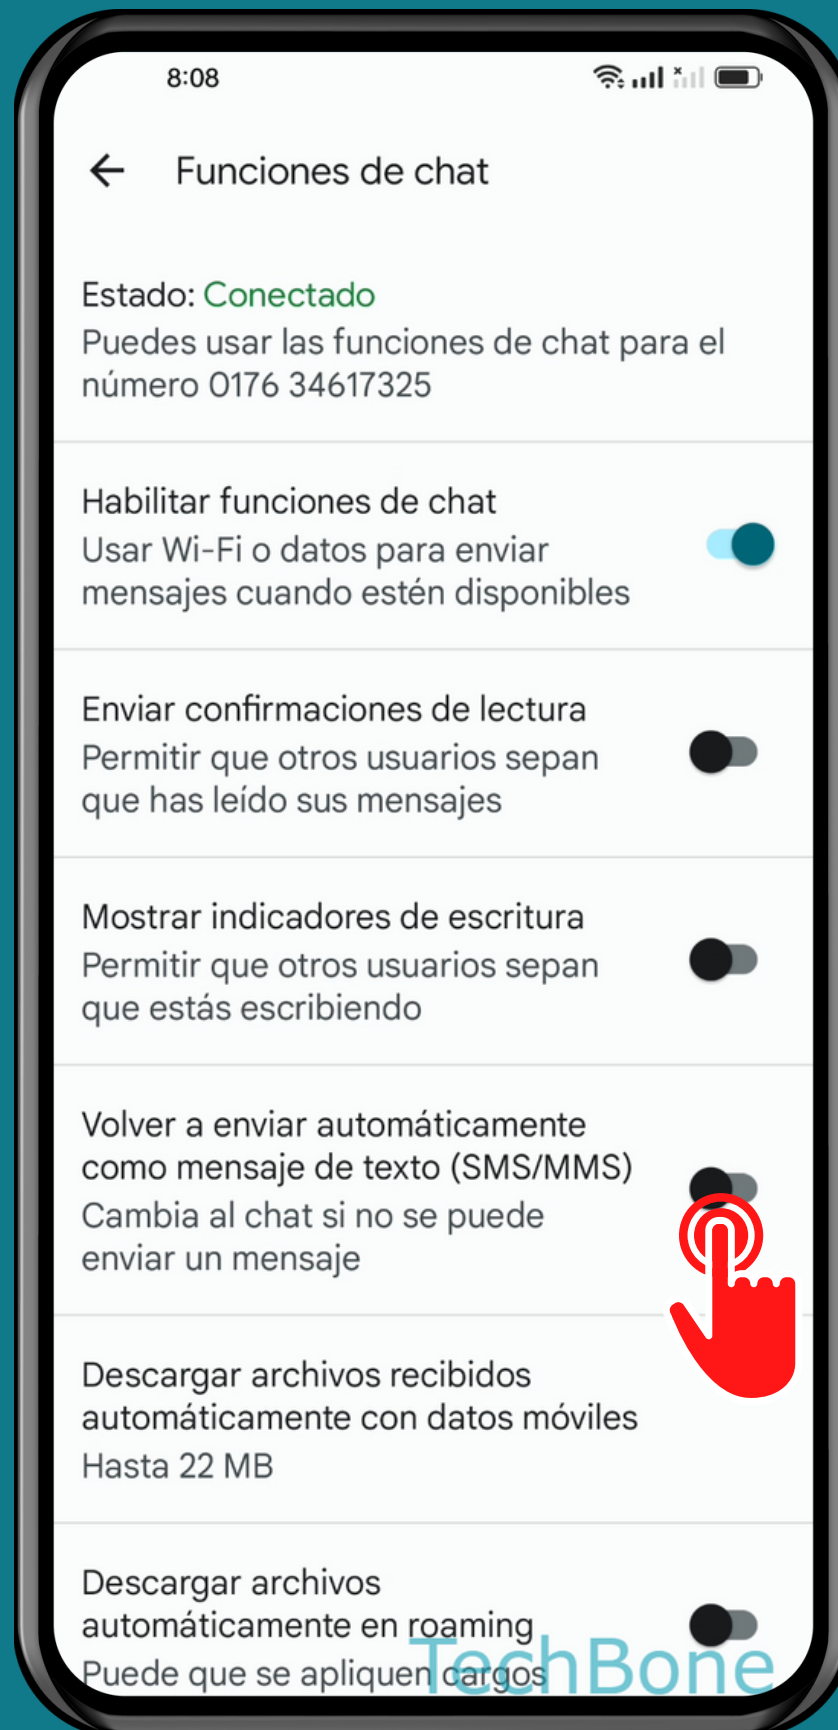 8:08
Funciones de chat
Estado: Conectado
Puedes usar las funciones de chat para el
número 0176 34617325
Habilitar funciones de chat
Usar Wi-Fi o datos para enviar
mensajes cuando estén disponibles
Enviar confirmaciones de lectura
Permitir que otros usuarios sepan
que has leído sus mensajes
Mostrar indicadores de escritura
Permitir que otros usuarios sepan
que estás escribiendo
Volver a enviar automáticamente
como mensaje de texto (SMS/MMS)
Cambia al chat si no se puede
enviar un mensaje
Descargar archivos recibidos
automáticamente con datos móviles
Hasta 22 MB
Descargar archivos
automáticamente en roaming
Puede que se apliquen cargos
TechBone